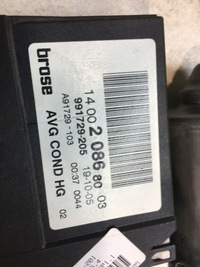 brose
14 00 2 086 80 03
991729-205 19-10-05
A91729 -103 00:37 0044
AVG COND HG 02